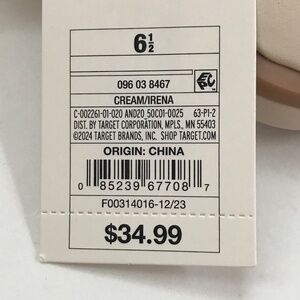 6½
096 03 8467
CREAM/IRENA
C-002261-01-020 AND20_50C01-0025 63-P1-2
DIST. BY TARGET CORPORATION, MPLS., MN 55403
©2024 TARGET BRANDS, INC. SHOP TARGET.COM
ORIGIN: CHINA
0 85239 67708 7
F00314016-12/23
$34.99